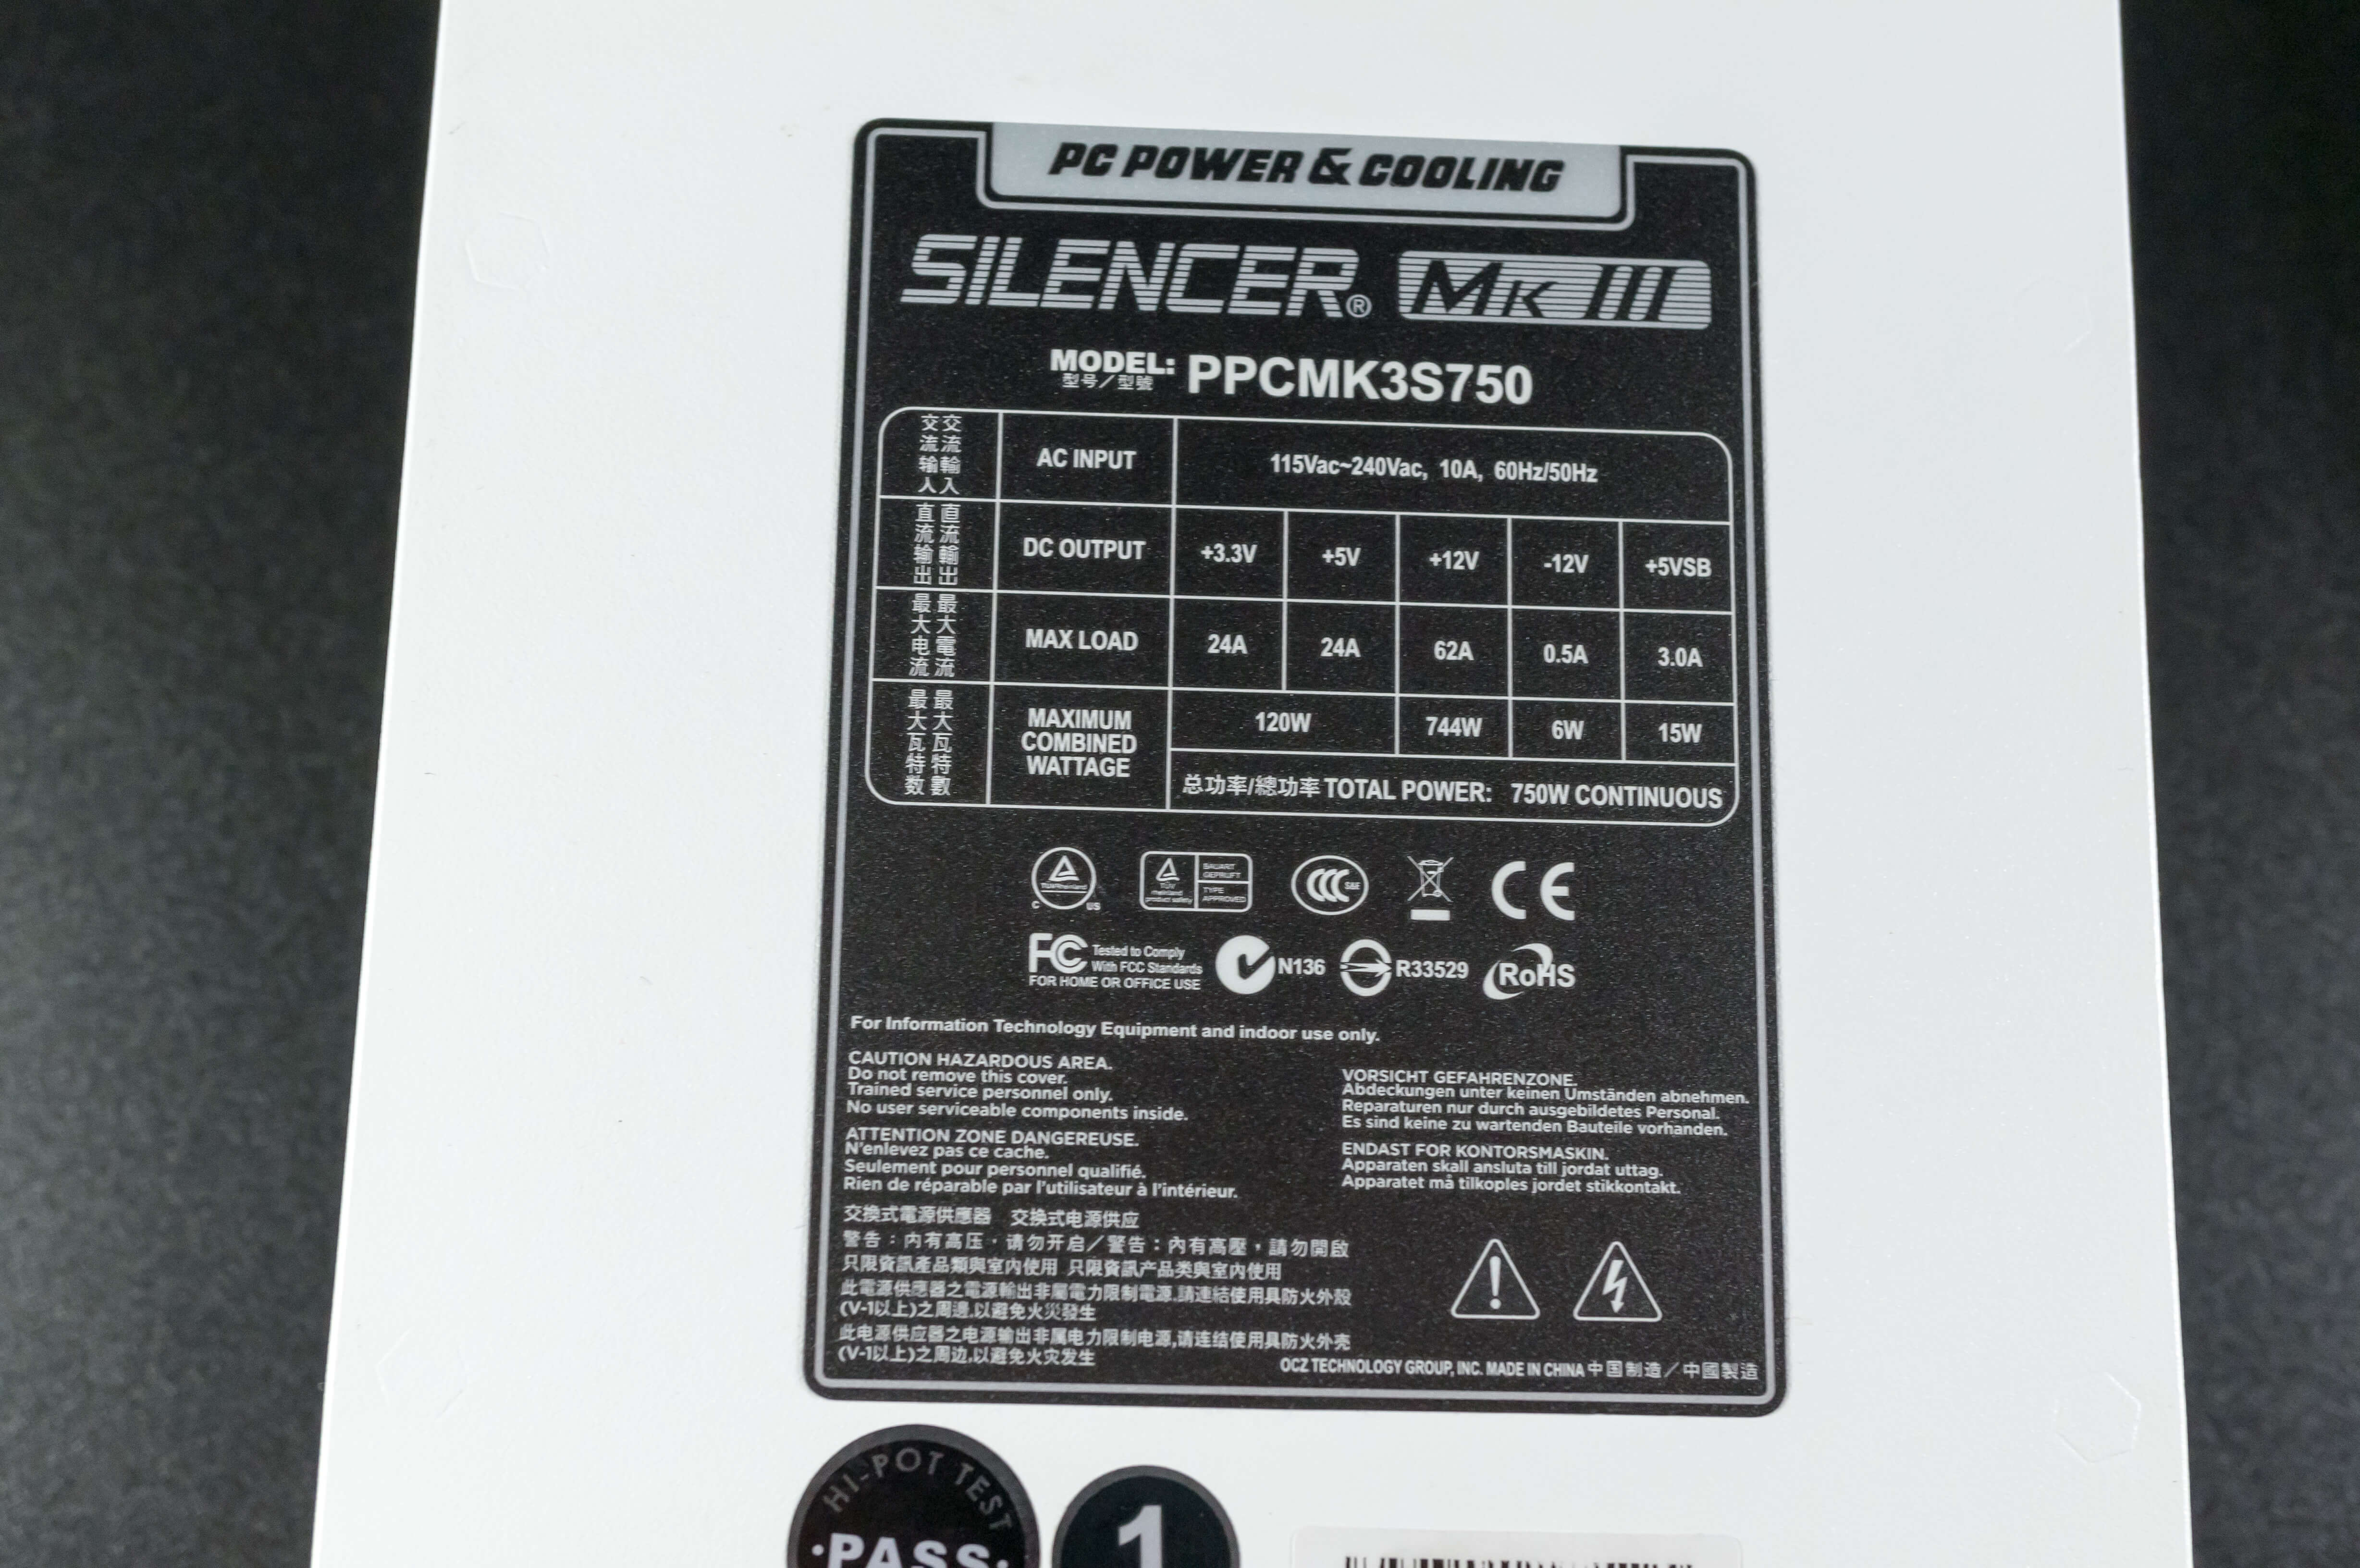 PC POWER & COOLING
SILENCER® MK III
MODEL: PPCMK3S750
型号/型號
交流输入 交流輸入 AC INPUT 115Vac~240Vac, 10A, 60Hz/50Hz
直流输出 直流輸出 DC OUTPUT +3.3V +5V +12V -12V +5VSB
最大电流 最大電流 MAX LOAD 24A 24A 62A 0.5A 3.0A
最大瓦特数 最大瓦特數 MAXIMUM COMBINED WATTAGE 120W 744W 6W 15W
总功率/總功率 TOTAL POWER: 750W CONTINUOUS
TÜVRheinland C US
TÜV rheinland product safety BAUART GEPRUFT TYPE APPROVED
CCC S&E
CE
FC Tested to Comply With FCC Standards
FOR HOME OR OFFICE USE
N136
R33529
RoHS
For Information Technology Equipment and indoor use only.
CAUTION HAZARDOUS AREA.
Do not remove this cover.
Trained service personnel only.
No user serviceable components inside.
ATTENTION ZONE DANGEREUSE.
N'enlevez pas ce cache.
Seulement pour personnel qualifié.
Rien de réparable par l'utilisateur à l'intérieur.
VORSICHT GEFAHRENZONE.
Abdeckungen unter keinen Umständen abnehmen.
Reparaturen nur durch ausgebildetes Personal.
Es sind keine zu wartenden Bauteile vorhanden.
ENDAST FOR KONTORSMASKIN.
Apparaten skall ansluta till jordat uttag.
Apparatet må tilkoples jordet stikkontakt.
交換式電源供應器 交换式电源供应
警告：内有高压，请勿开启／警告：內有高壓，請勿開啟
只限資訊產品類與室內使用 只限資訊产品类與室内使用
此電源供應器之電源輸出非屬電力限制電源,請連結使用具防火外殼
(V-1以上)之周邊,以避免火災發生
此电源供应器之电源输出非属电力限制电源,请连结使用具防火外壳
(V-1以上)之周边,以避免火灾发生
OCZ TECHNOLOGY GROUP, INC. MADE IN CHINA 中国制造／中國製造
HI-POT TEST
·PASS·
1